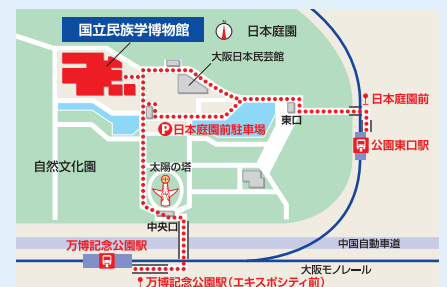 国立民族学博物館
日本庭園
大阪日本民芸館
日本庭園前
P日本庭園前駐車場
東口
公園東口駅
自然文化園
太陽の塔
中央口
万博記念公園駅
中国自動車道
大阪モノレール
万博記念公園駅(エキスポシティ前)